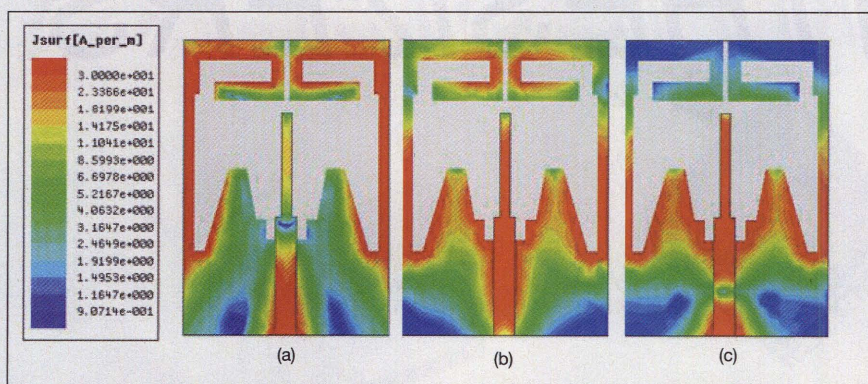 Jsurf[A_per_m]
3.0000e+001
2.3366e+001
1.8199e+001
1.4175e+001
1.1041e+001
8.5993e+000
6.6978e+000
5.2167e+000
4.0632e+000
3.1647e+000
2.4649e+000
1.9199e+000
1.4953e+000
1.1647e+000
9.0714e-001
(a)
(b)
(c)